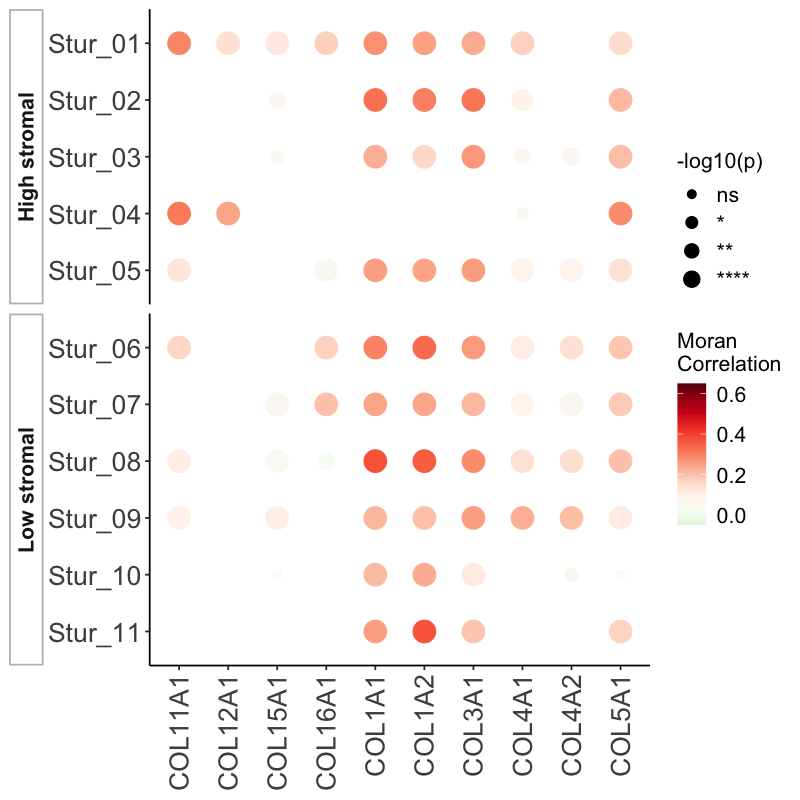 High stromal
Stur_01
Stur_02
Stur_03
Stur_04
Stur_05
Low stromal
Stur_06
Stur_07
Stur_08
Stur_09
Stur_10
Stur_11
COL11A1
COL12A1
COL15A1
COL16A1
COL1A1
COL1A2
COL3A1
COL4A1
COL4A2
COL5A1
-log10(p)
ns
*
**
****
Moran
Correlation
0.6
0.4
0.2
0.0